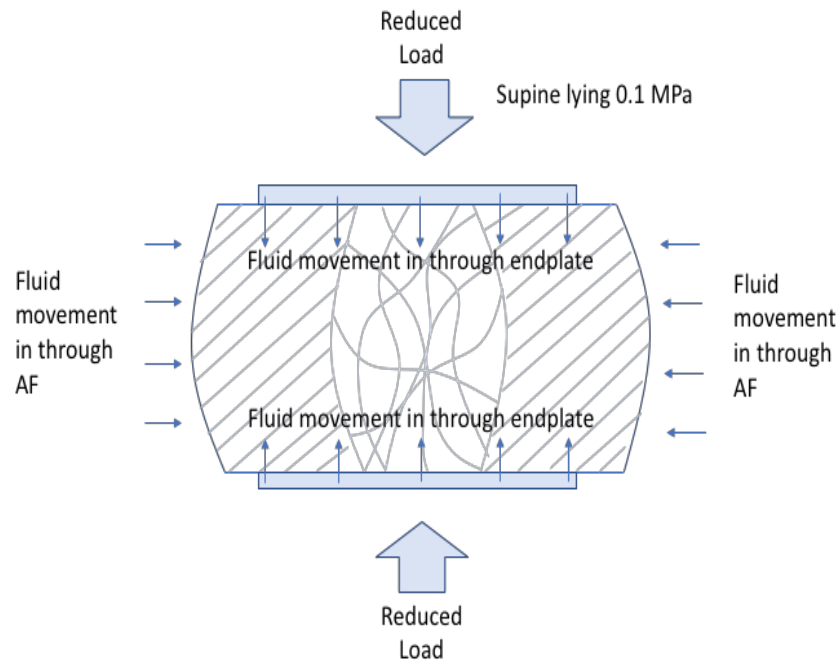 Reduced
Load
Supine lying 0.1 MPa
Fluid movement in through endplate
Fluid
movement
in through
AF
Fluid
movement
in through
AF
Fluid movement in through endplate
Reduced
Load